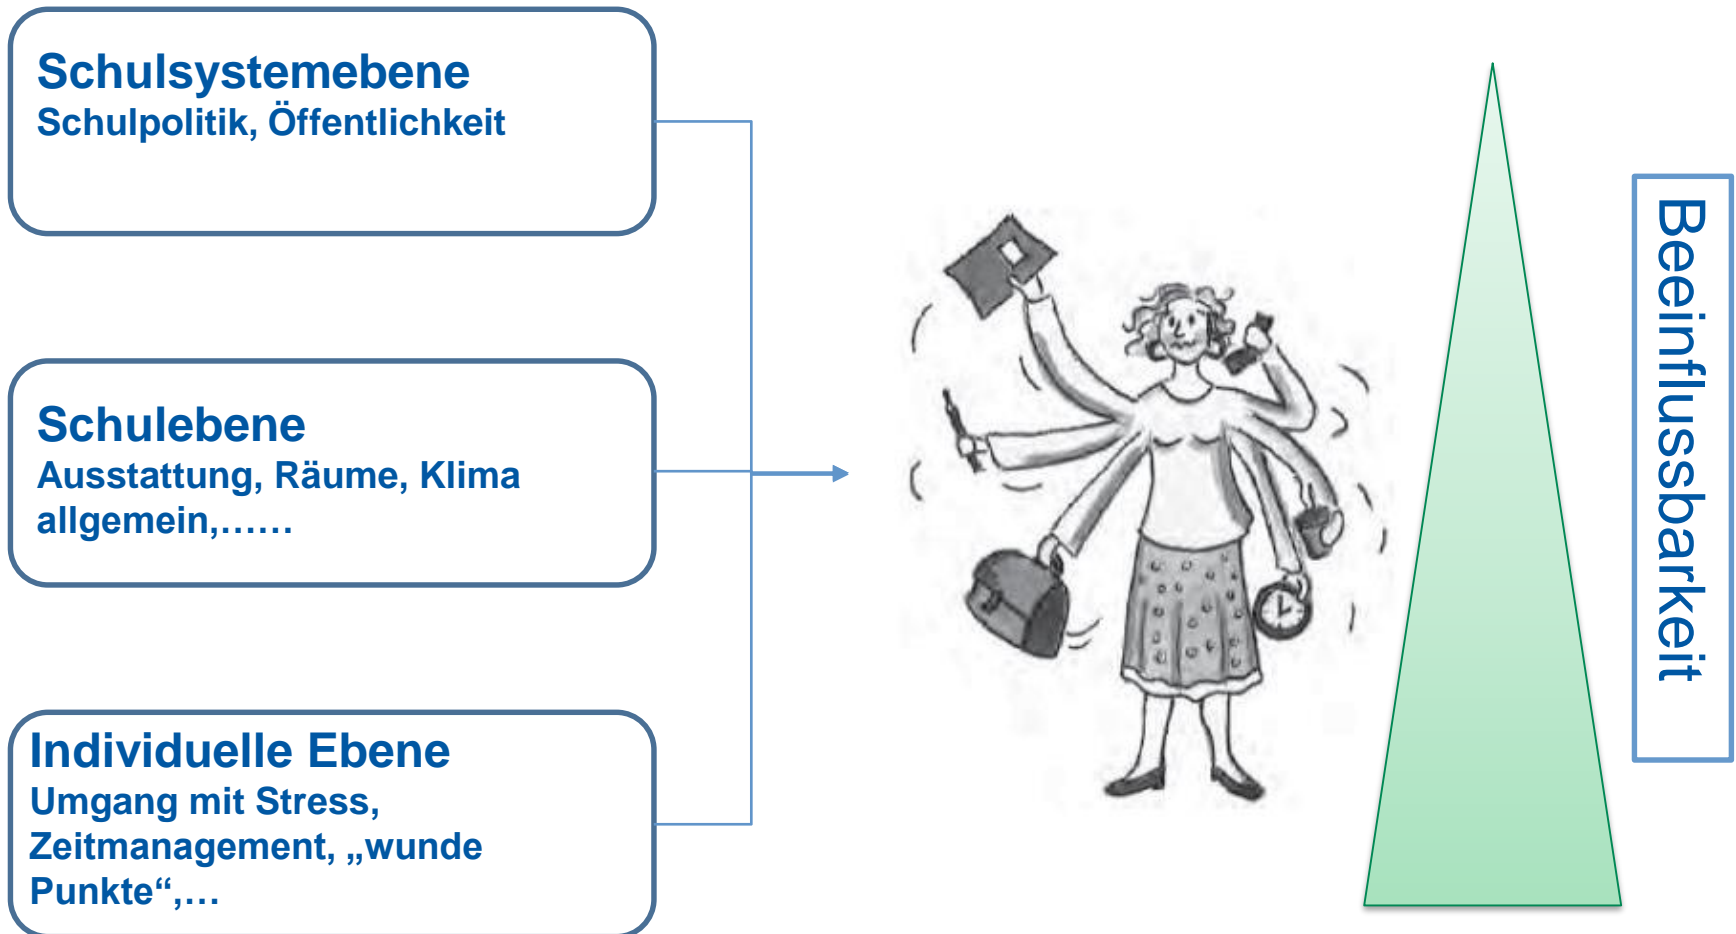 Schulsystemebene
Schulpolitik, Öffentlichkeit
Schulebene
Ausstattung, Räume, Klima
allgemein,……
Individuelle Ebene
Umgang mit Stress,
Zeitmanagement, „wunde
Punkte“,…
Beeinflussbarkeit